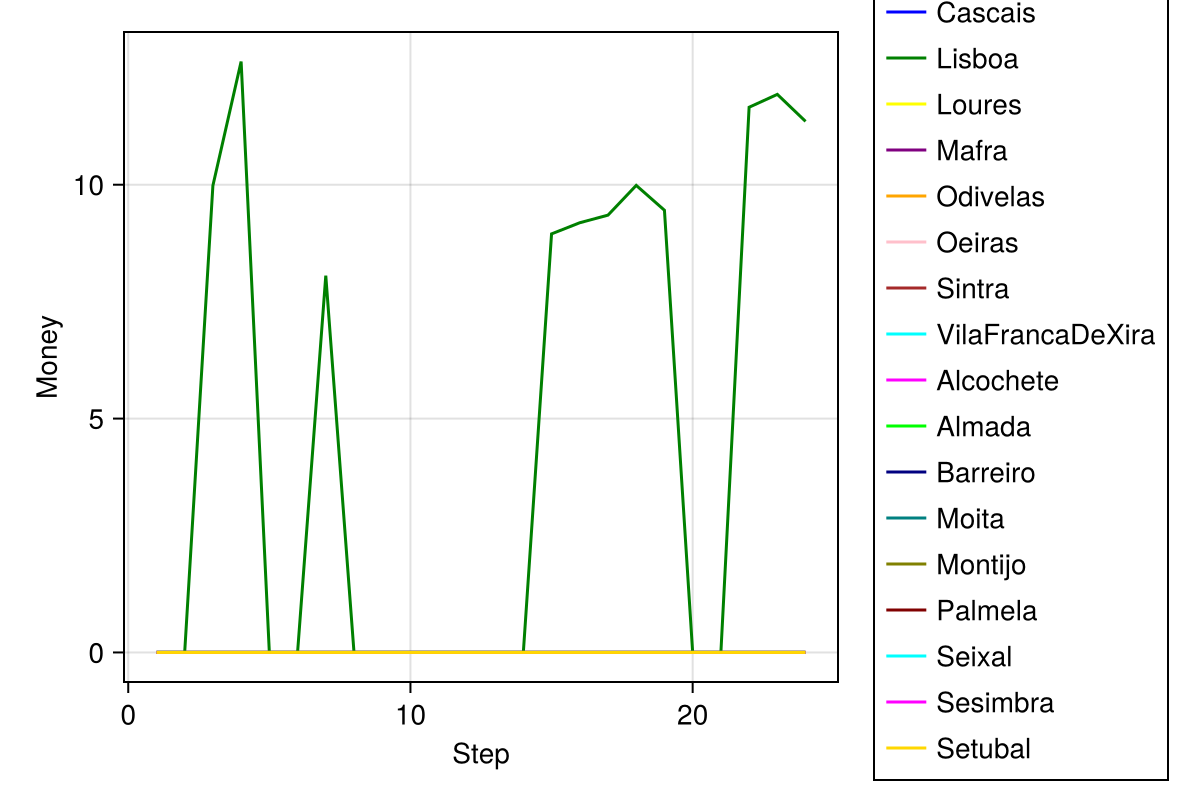 Money
10
5
0
0
10
20
Step
Cascais
Lisboa
Loures
Mafra
Odivelas
Oeiras
Sintra
VilaFrancaDeXira
Alcochete
Almada
Barreiro
Moita
Montijo
Palmela
Seixal
Sesimbra
Setubal